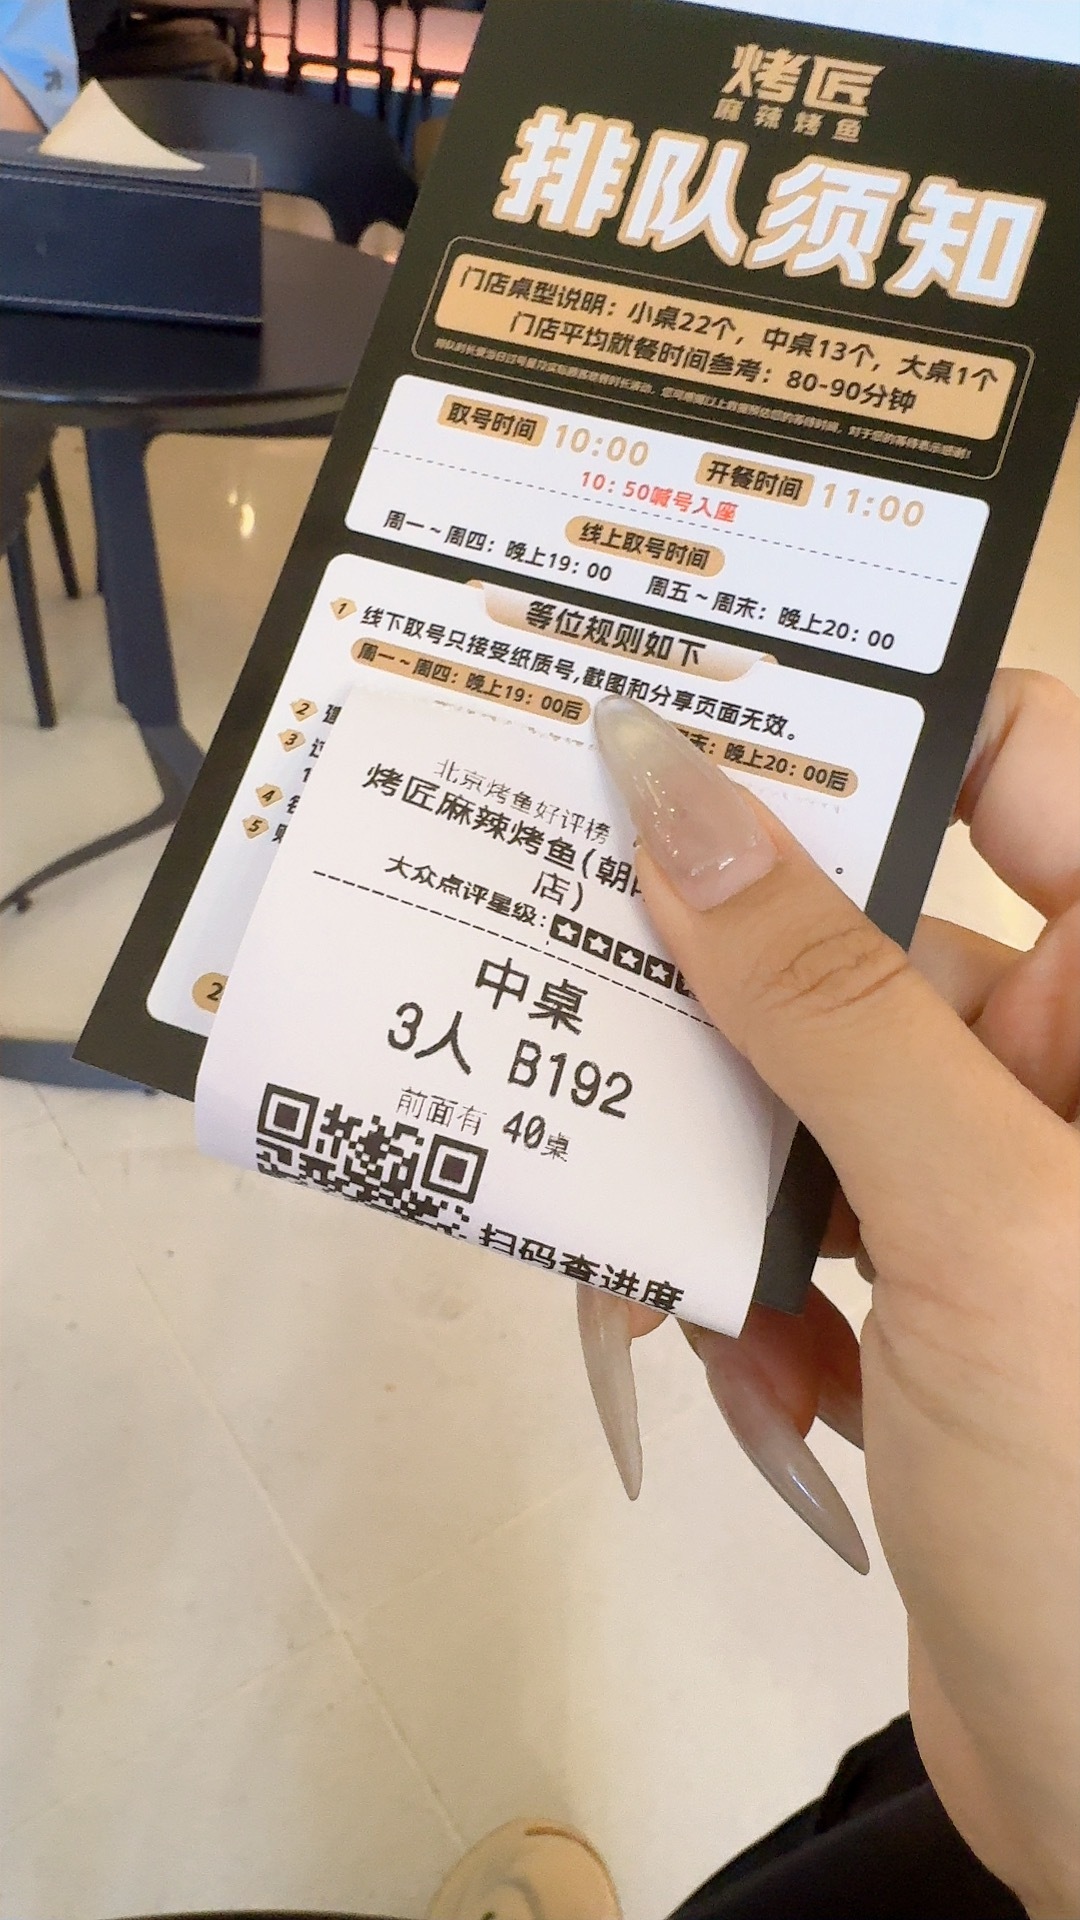 烤匠
麻辣烤鱼
排队须知
门店桌型说明：小桌22个，中桌13个，大桌1个
门店平均就餐时间参考：80-90分钟
取号时间 10:00 开餐时间 11:00
10：50喊号入座
线上取号时间
周一～周四：晚上19：00 周五～周末：晚上20：00
等位规则如下
1 线下取号只接受纸质号,截图和分享页面无效。
周一～周四：晚上19：00后 末：晚上20：00后
2
3
4
5
2
北京烤鱼好评榜
烤匠麻辣烤鱼(朝
店)
大众点评星级:
中桌
3人 B192
前面有 40桌
扫码查进度